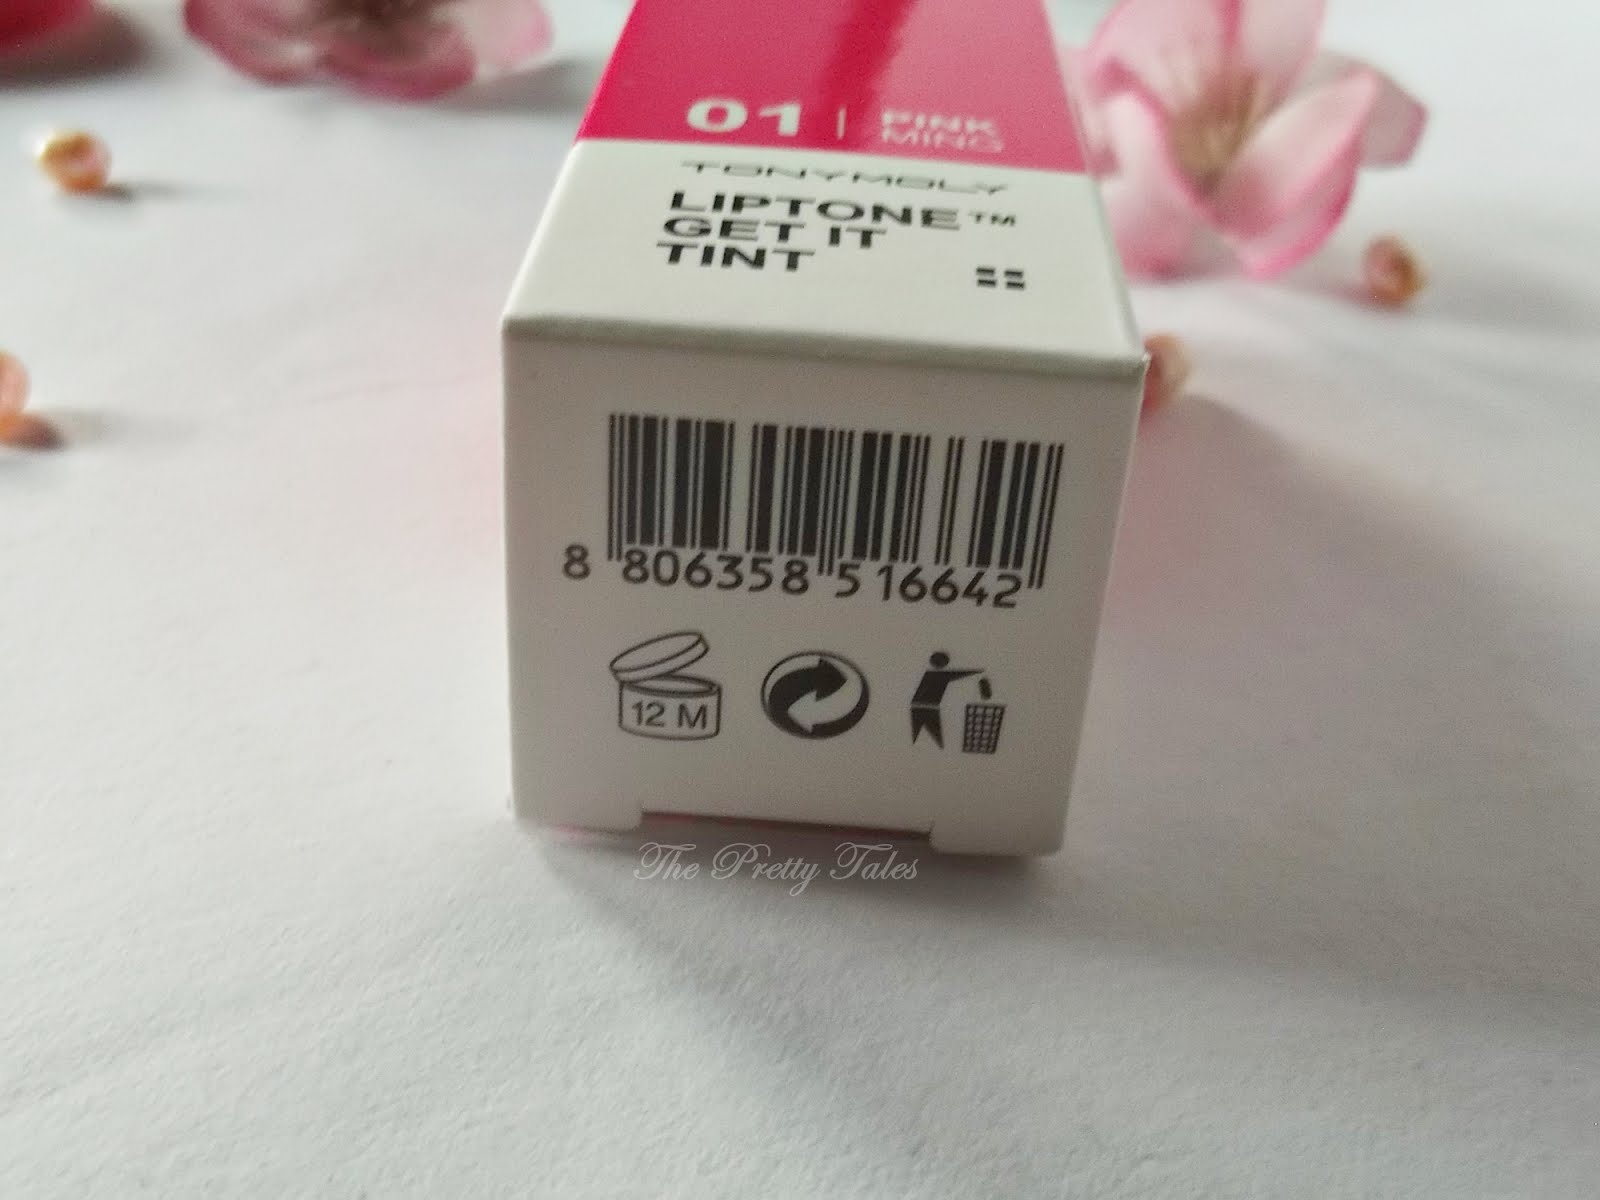 01 | PINK
MING
TONYMOLY
LIPTONE™
GET IT
TINT
8 806358 516642
12 M
The Pretty Tales